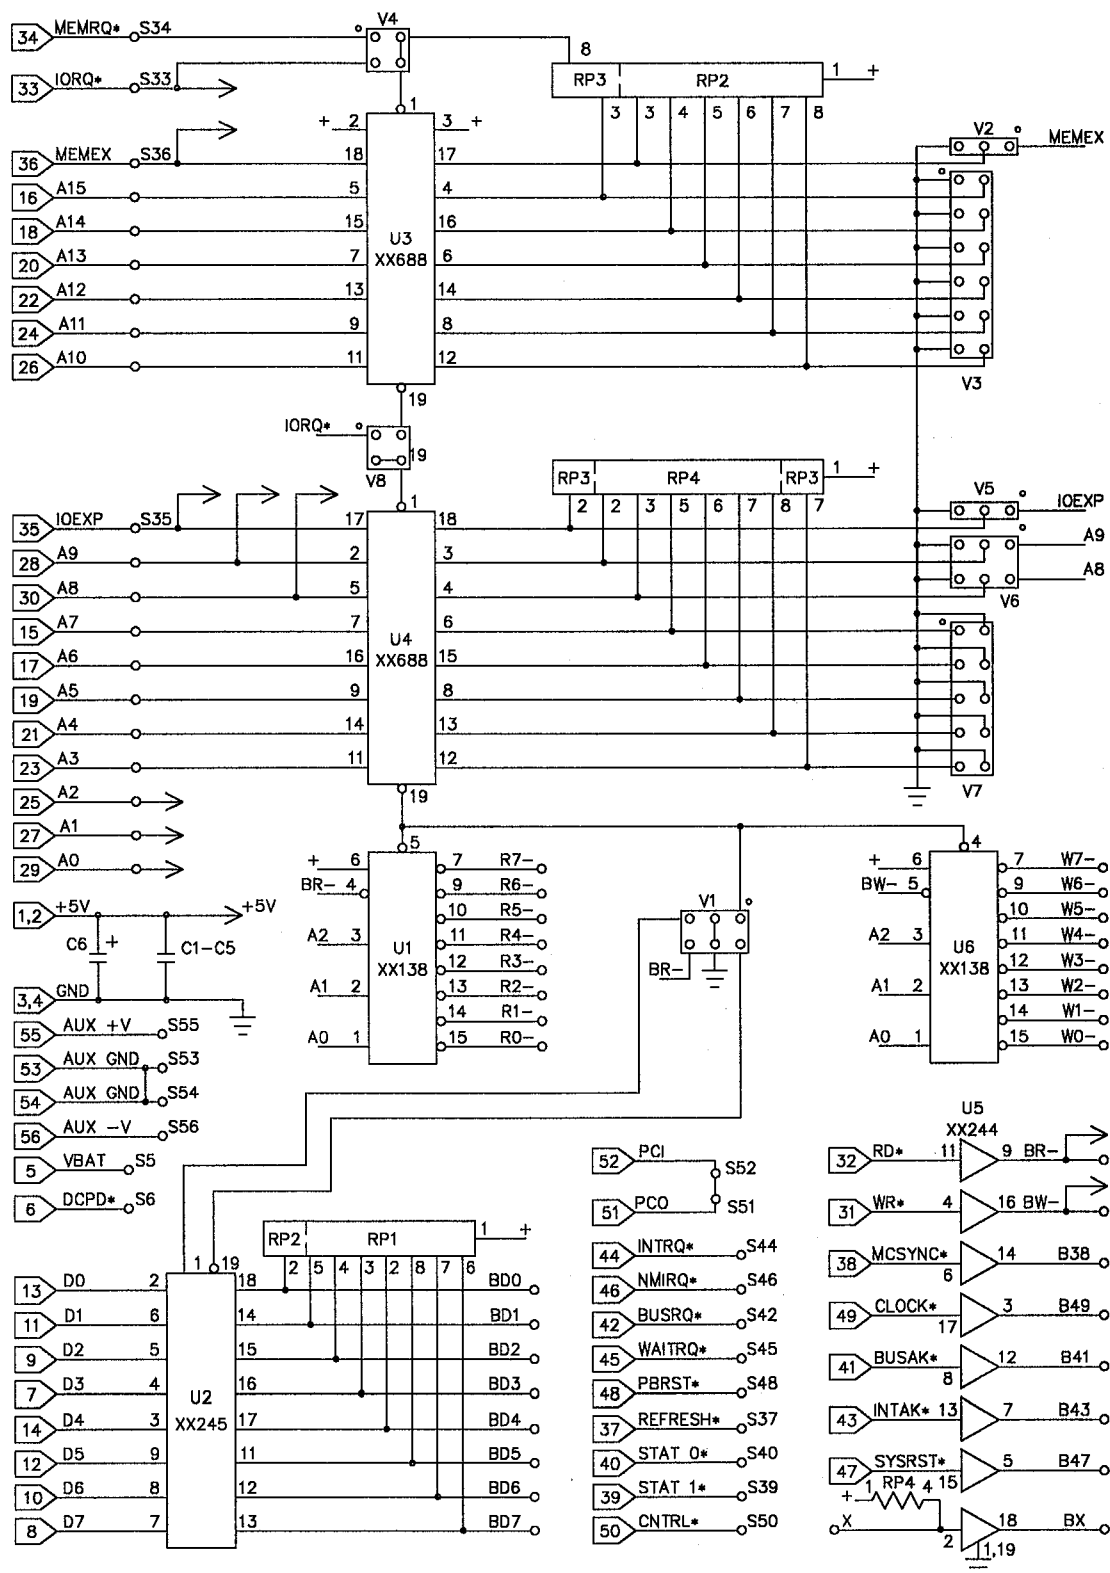 34 MEMRQ* S34 V4
8
RP3 RP2 1 +
33 IORQ* S33
3 3 4 5 6 7 8
1
+ 2 3 +
V2 MEMEX
36 MEMEX S36 18 17
16 A15 5 4
18 A14 15 16
U3
XX688
20 A13 7 6
22 A12 13 14
24 A11 9 8
26 A10 11 12
V3
19
IORQ*
19
V8
RP3 RP4 RP3 1 +
1
2 2 3 5 6 7 8 7
V5 IOEXP
35 IOEXP S35 17 18
28 A9 2 3 A9
30 A8 5 4 A8
V6
15 A7 7 6
U4
XX688
17 A6 16 15
19 A5 9 8
21 A4 14 13
23 A3 11 12
V7
25 A2 19
27 A1
5 4
29 A0
+ 6 7 R7-
BR- 4 9 R6-
10 R5-
A2 3 11 R4-
U1
XX138
12 R3-
A1 2 13 R2-
14 R1-
A0 1 15 R0-
V1
BR-
+ 6 7 W7-
BW- 5 9 W6-
10 W5-
A2 3 11 W4-
U6
XX138
12 W3-
A1 2 13 W2-
14 W1-
A0 1 15 W0-
1,2 +5V +5V
C6 + C1-C5
3,4 GND
55 AUX +V S55
53 AUX GND S53
54 AUX GND S54
56 AUX -V S56
5 VBAT S5
6 DCPD* S6
RP2 RP1 1 +
1 19
2 5 4 3 2 8 7 6
13 D0 2 18 BD0
11 D1 6 14 BD1
9 D2 5 15 BD2
7 D3 4 16 BD3
U2
XX245
14 D4 3 17 BD4
12 D5 9 11 BD5
10 D6 8 12 BD6
8 D7 7 13 BD7
52 PCI S52
51 PCO S51
44 INTRQ* S44
46 NMIRQ* S46
42 BUSRQ* S42
45 WAITRQ* S45
48 PBRST* S48
37 REFRESH* S37
40 STAT 0* S40
39 STAT 1* S39
50 CNTRL* S50
U5
XX244
32 RD* 11 9 BR-
31 WR* 4 16 BW-
38 MCSYNC* 6 14 B38
49 CLOCK* 17 3 B49
41 BUSAK* 8 12 B41
43 INTAK* 13 7 B43
47 SYSRST* 15 5 B47
+ 1 RP4 4
X 2 18 BX
1,19